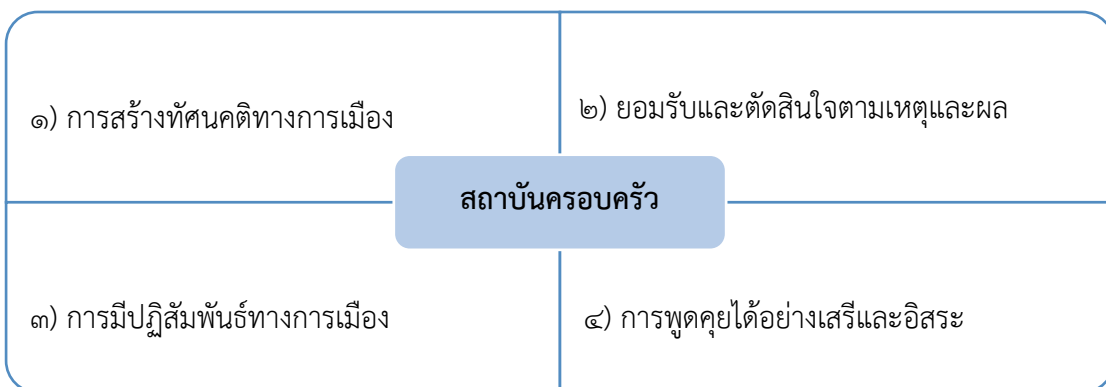 ๑) การสร้างทัศนคติทางการเมือง
๒) ยอมรับและตัดสินใจตามเหตุและผล
สถาบันครอบครัว
๓) การมีปฏิสัมพันธ์ทางการเมือง
๔) การพูดคุยได้อย่างเสรีและอิสระ